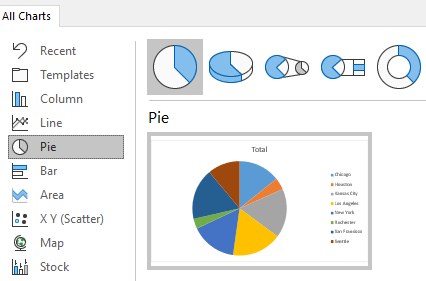 All Charts
Recent
Templates
Column
Line
Pie
Bar
Area
X Y (Scatter)
Map
Stock
Pie
Total
Chicago
Houston
Kansas City
Los Angeles
New York
Rochester
San Francisco
Seattle